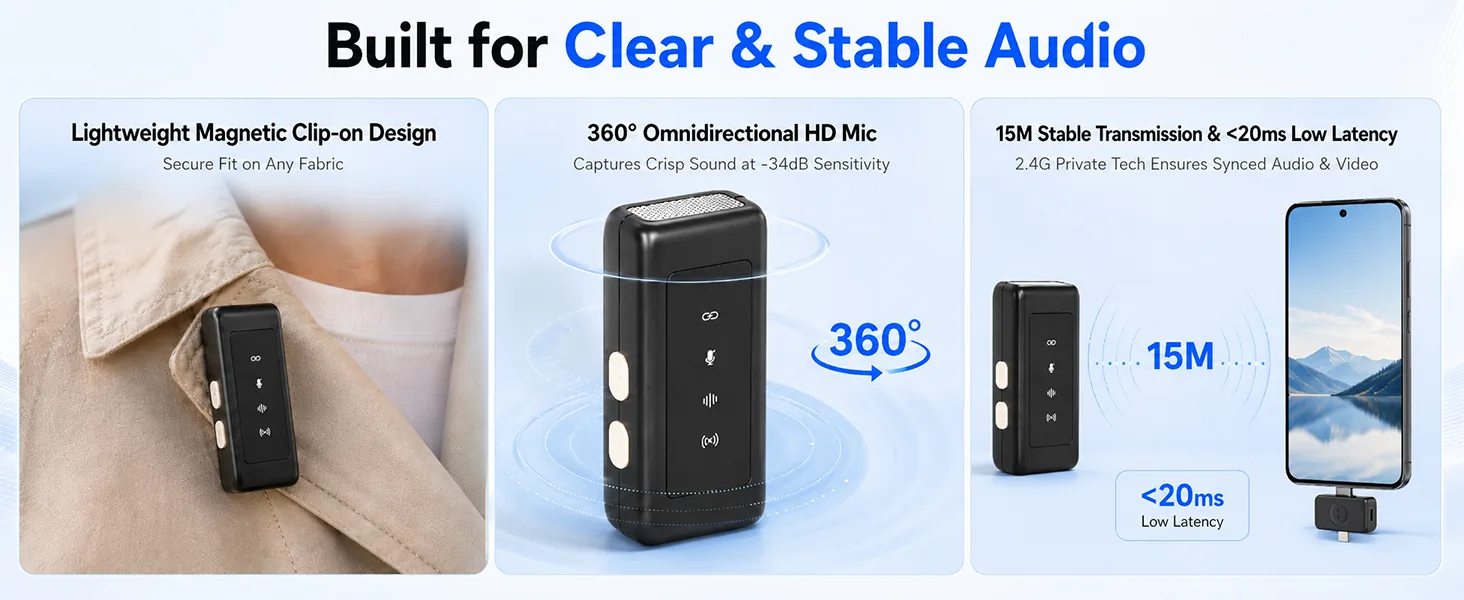 Built for Clear & Stable Audio
Lightweight Magnetic Clip-on Design
Secure Fit on Any Fabric
360° Omnidirectional HD Mic
Captures Crisp Sound at -34dB Sensitivity
360°
15M Stable Transmission & <20ms Low Latency
2.4G Private Tech Ensures Synced Audio & Video
15M
<20ms
Low Latency